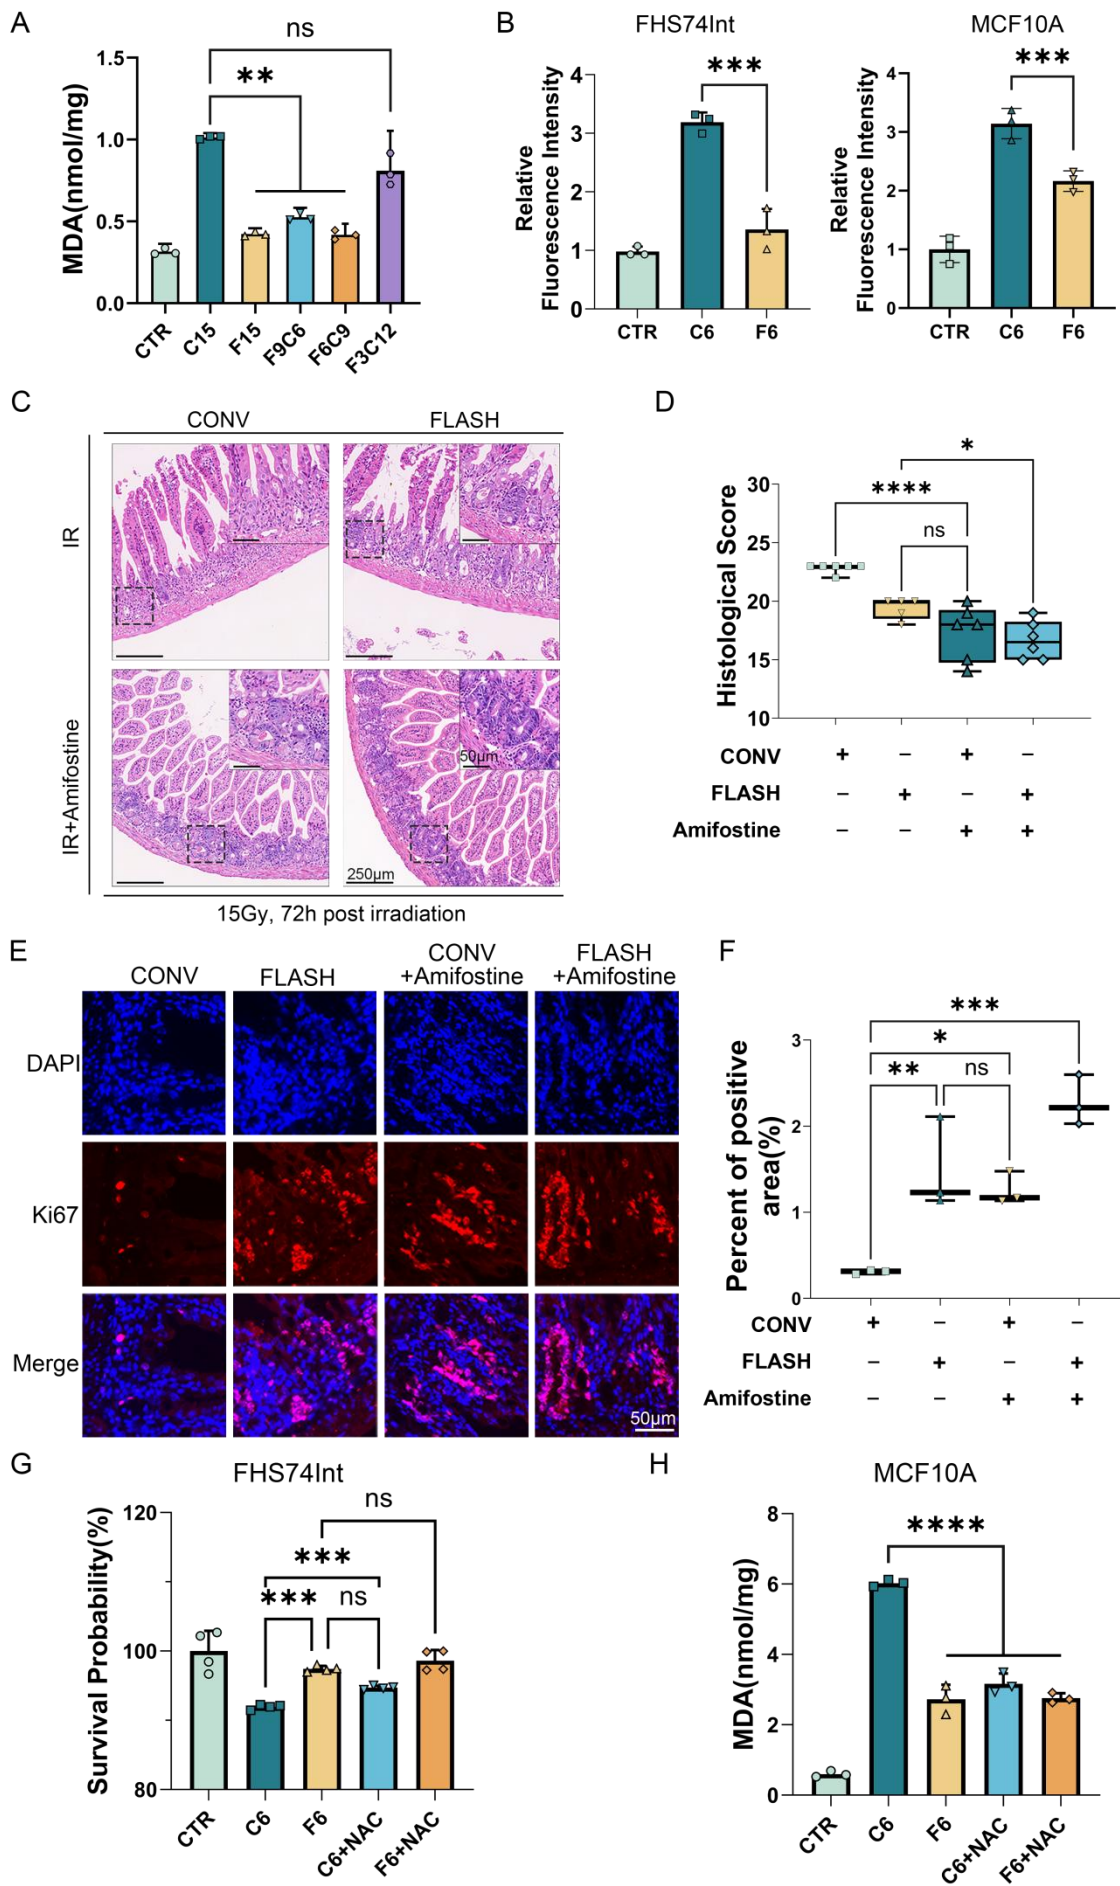 A
ns
**
MDA(nmol/mg)
1.5
1.0
0.5
0.0
CTR
C15
F15
F9C6
F6C9
F3C12
B
FHS74Int
***
Relative
Fluorescence Intensity
4
3
2
1
0
CTR
C6
F6
MCF10A
***
Relative
Fluorescence Intensity
4
3
2
1
0
CTR
C6
F6
C
CONV
FLASH
IR
IR+Amifostine
50µm
250µm
15Gy, 72h post irradiation
D
*
****
ns
Histological Score
30
25
20
15
10
CONV + – + –
FLASH – + – +
Amifostine – – + +
E
CONV
FLASH
CONV
+Amifostine
FLASH
+Amifostine
DAPI
Ki67
Merge
50µm
F
***
*
**
ns
Percent of positive
area(%)
3
2
1
0
CONV + – + –
FLASH – + – +
Amifostine – – + +
G
FHS74Int
ns
***
***
ns
Survival Probability(%)
120
100
80
CTR
C6
F6
C6+NAC
F6+NAC
H
MCF10A
****
MDA(nmol/mg)
8
6
4
2
0
CTR
C6
F6
C6+NAC
F6+NAC